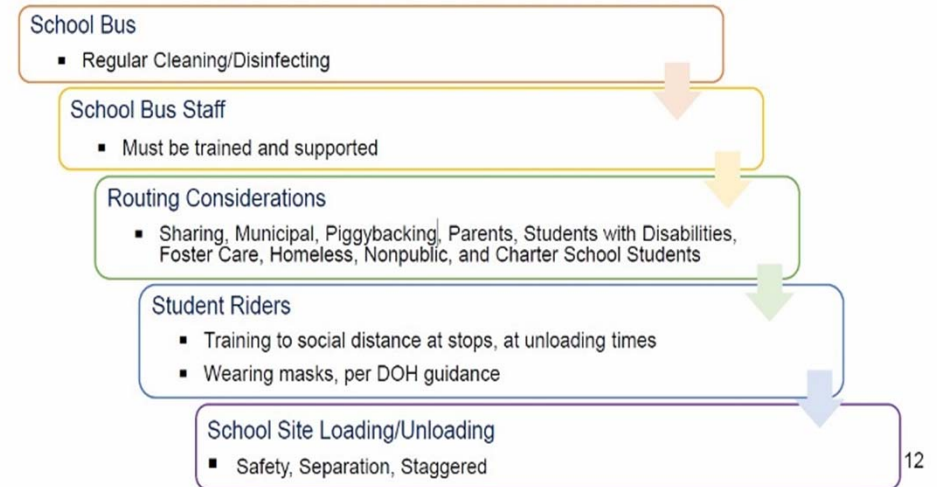 School Bus
▪ Regular Cleaning/Disinfecting
School Bus Staff
▪ Must be trained and supported
Routing Considerations
▪ Sharing, Municipal, Piggybacking, Parents, Students with Disabilities,
Foster Care, Homeless, Nonpublic, and Charter School Students
Student Riders
▪ Training to social distance at stops, at unloading times
▪ Wearing masks, per DOH guidance
School Site Loading/Unloading
▪ Safety, Separation, Staggered
12